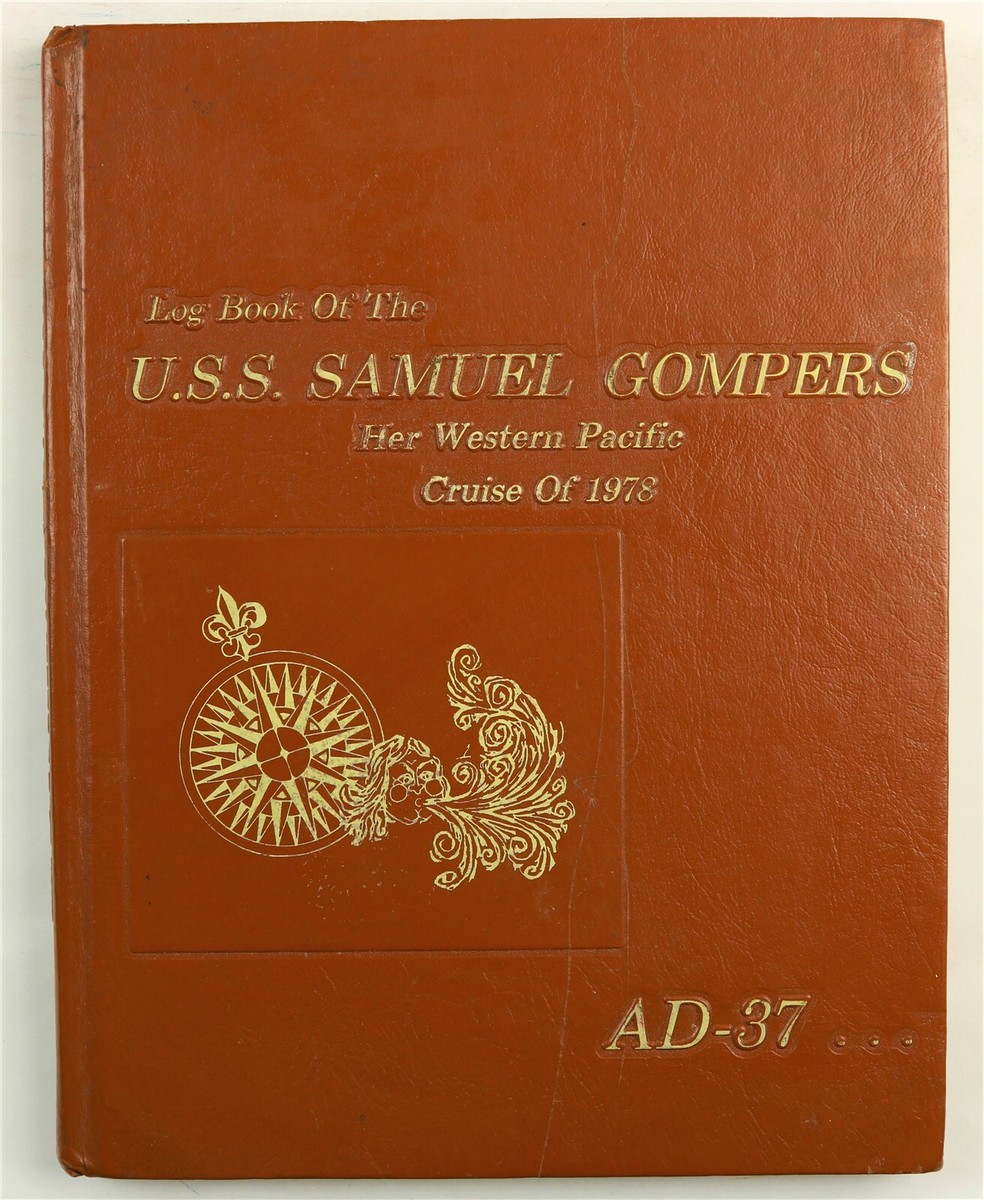 Log Book Of The
U.S.S. SAMUEL GOMPERS
Her Western Pacific
Cruise Of 1978
AD-37 . . .